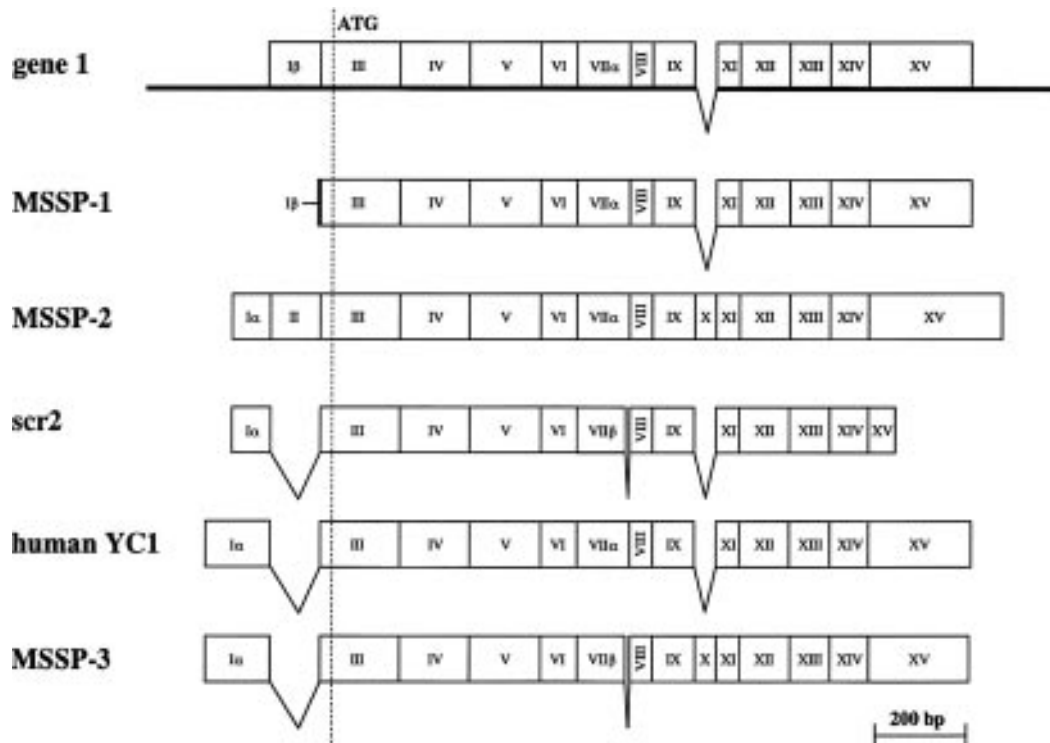 ATG
gene 1 Iβ III IV V VI VIIα VIII IX XI XII XIII XIV XV
MSSP-1 Iβ III IV V VI VIIα VIII IX XI XII XIII XIV XV
MSSP-2 Iα II III IV V VI VIIα VIII IX X XI XII XIII XIV XV
scr2 Iα III IV V VI VIIβ VIII IX XI XII XIII XIV XV
human YC1 Iα III IV V VI VIIα VIII IX XI XII XIII XIV XV
MSSP-3 Iα III IV V VI VIIβ VIII IX X XI XII XIII XIV XV
200 bp